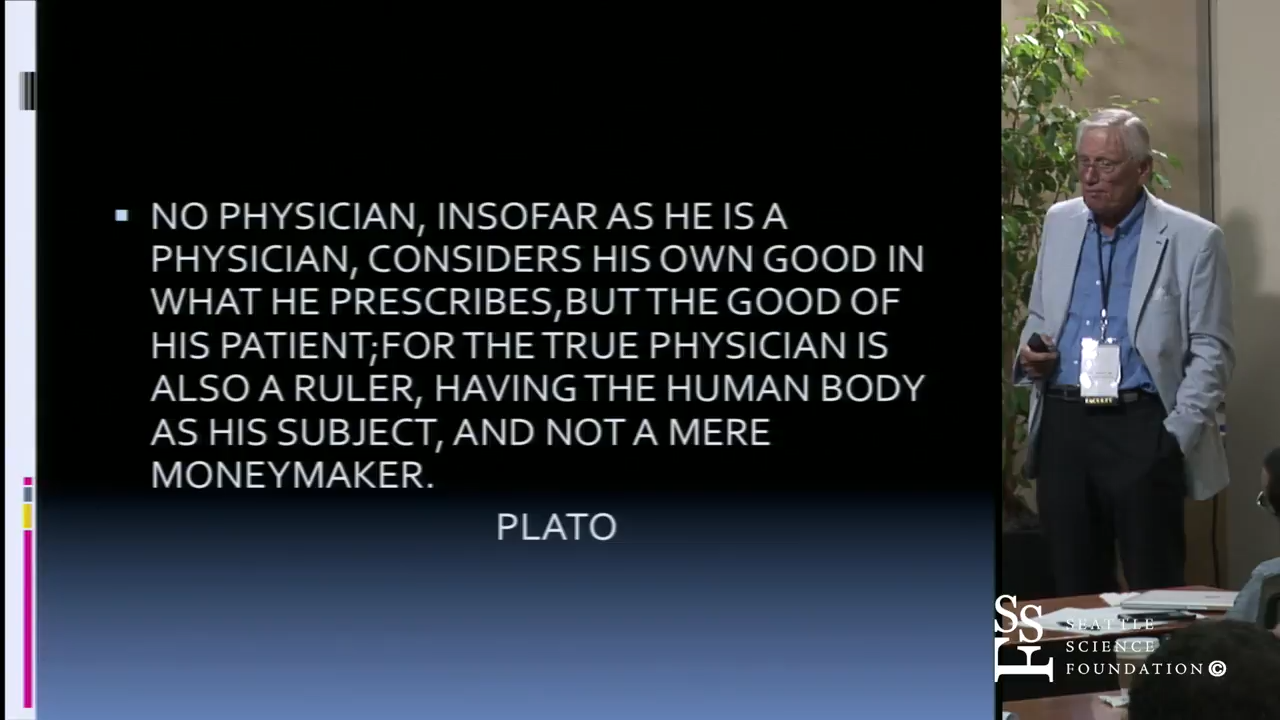 NO PHYSICIAN, INSOFAR AS HE IS A
PHYSICIAN, CONSIDERS HIS OWN GOOD IN
WHAT HE PRESCRIBES,BUT THE GOOD OF
HIS PATIENT;FOR THE TRUE PHYSICIAN IS
ALSO A RULER, HAVING THE HUMAN BODY
AS HIS SUBJECT, AND NOT A MERE
MONEYMAKER.
PLATO
FACULTY
SSF
SEATTLE
SCIENCE
FOUNDATION©